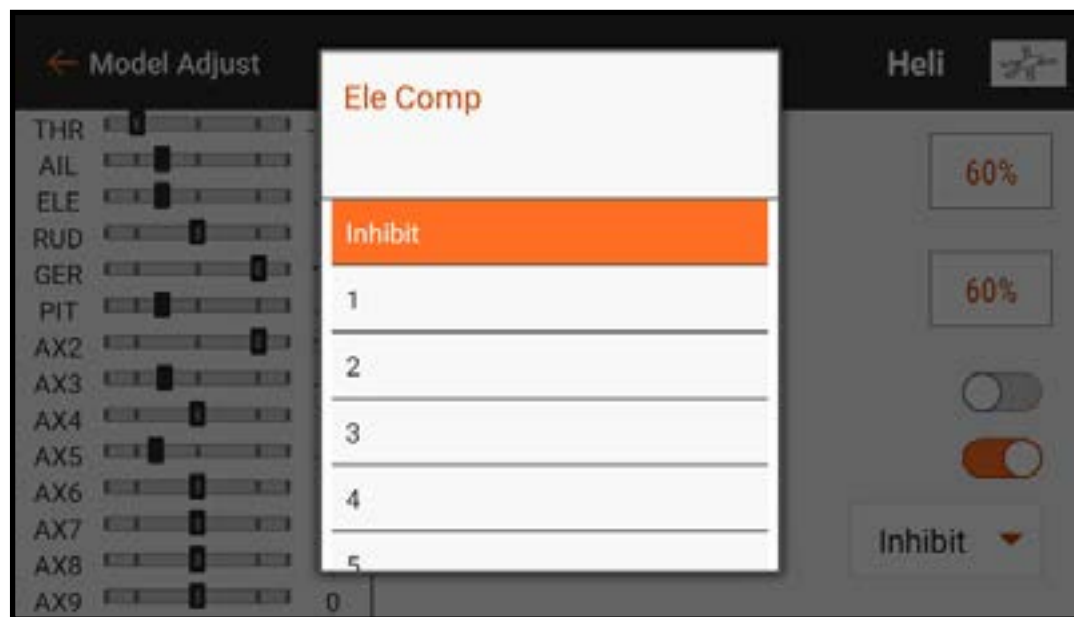 ← Model Adjust
Heli
Ele Comp
Inhibit
1
2
3
4
5
THR
AIL
ELE
RUD
GER
PIT
AX2
AX3
AX4
AX5
AX6
AX7
AX8
AX9
0
60%
60%
Inhibit